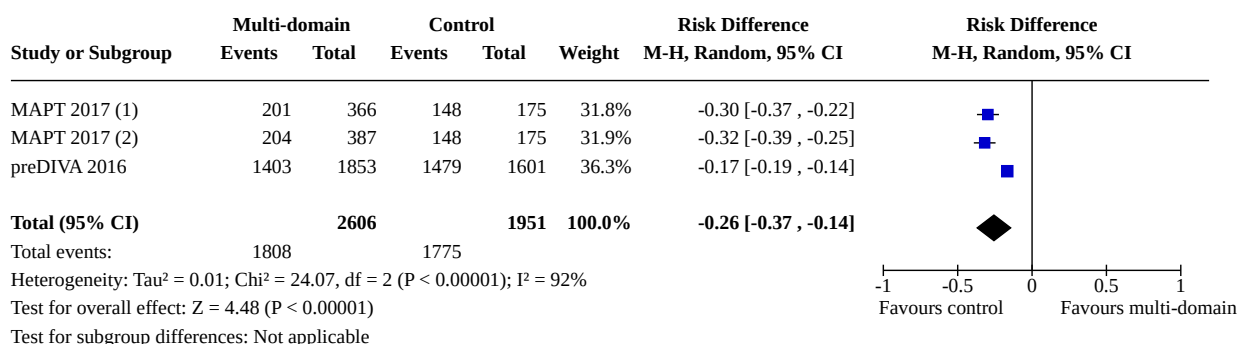 Multi-domain Control Risk Difference Risk Difference
Study or Subgroup Events Total Events Total Weight M-H, Random, 95% CI M-H, Random, 95% CI
MAPT 2017 (1) 201 366 148 175 31.8% -0.30 [-0.37 , -0.22]
MAPT 2017 (2) 204 387 148 175 31.9% -0.32 [-0.39 , -0.25]
preDIVA 2016 1403 1853 1479 1601 36.3% -0.17 [-0.19 , -0.14]
Total (95% CI) 2606 1951 100.0% -0.26 [-0.37 , -0.14]
Total events: 1808 1775
Heterogeneity: Tau² = 0.01; Chi² = 24.07, df = 2 (P < 0.00001); I² = 92%
Test for overall effect: Z = 4.48 (P < 0.00001)
Test for subgroup differences: Not applicable
-1 -0.5 0 0.5 1
Favours control Favours multi-domain